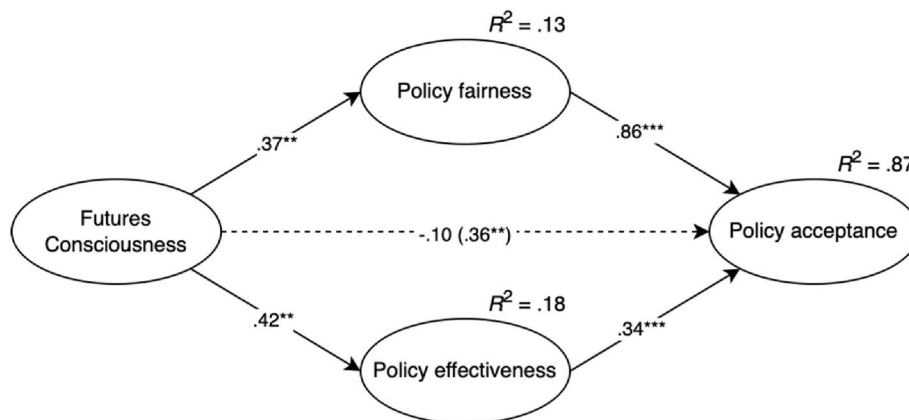 R² = .13
Policy fairness
.37**
.86***
R² = .87
Futures
Consciousness
-.10 (.36**)
Policy acceptance
R² = .18
.42**
.34***
Policy effectiveness